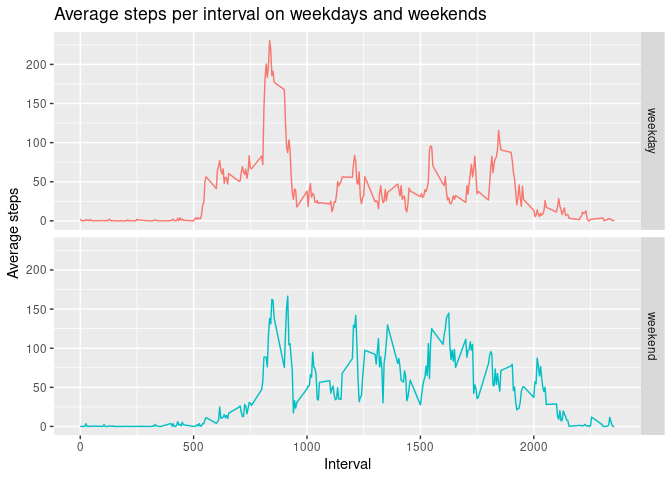 Average steps per interval on weekdays and weekends
200
150
100
50
0
weekday
Average steps
200
150
100
50
0
weekend
0 500 1000 1500 2000
Interval